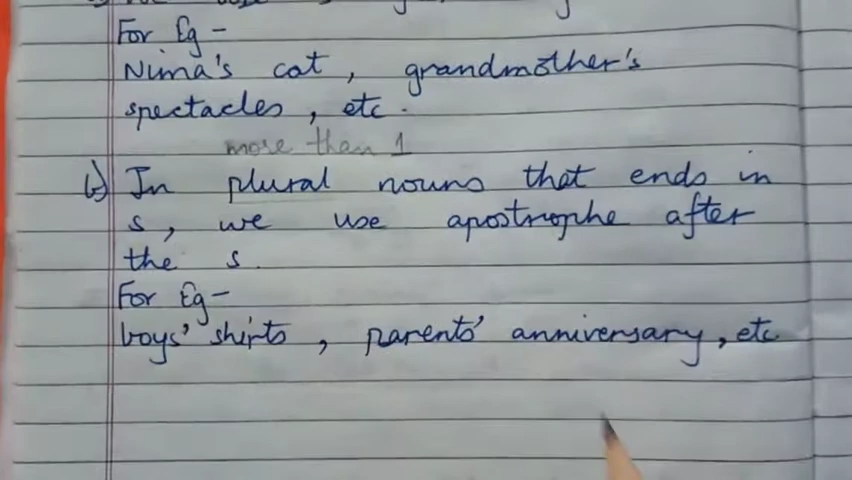 For Eg -
Nima's cat, grandmother's
spectacles, etc.
more than 1
b) In plural nouns that ends in
s, we use apostrophe after
the s.
For Eg -
boys' shirts, parents' anniversary, etc